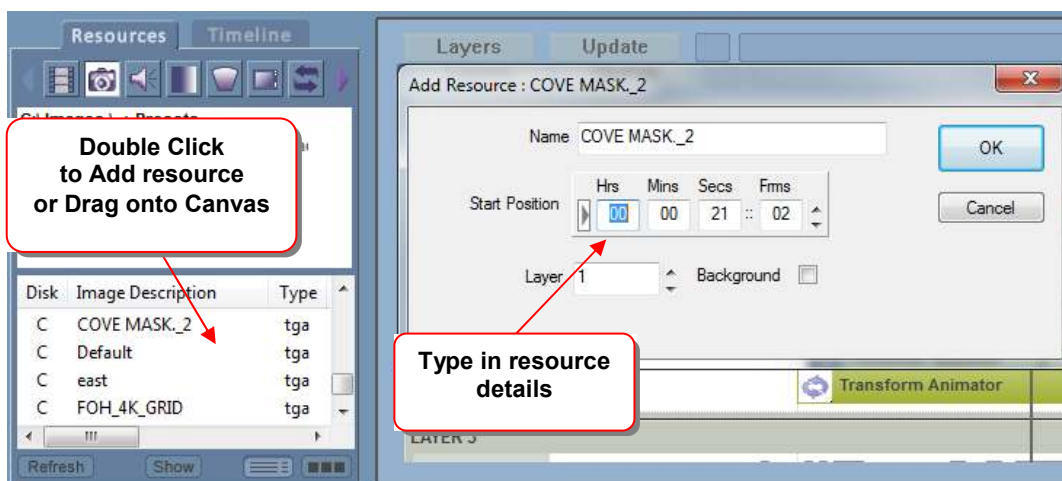 Resources Timeline
Layers Update
Add Resource : COVE MASK._2
Name COVE MASK._2
OK
Hrs Mins Secs Frms
Start Position 00 00 21 :: 02
Cancel
Layer 1 Background
Double Click
to Add resource
or Drag onto Canvas
Disk Image Description Type
C COVE MASK._2 tga
C Default tga
C east tga
C FOH_4K_GRID tga
Refresh Show
Type in resource
details
Transform Animator